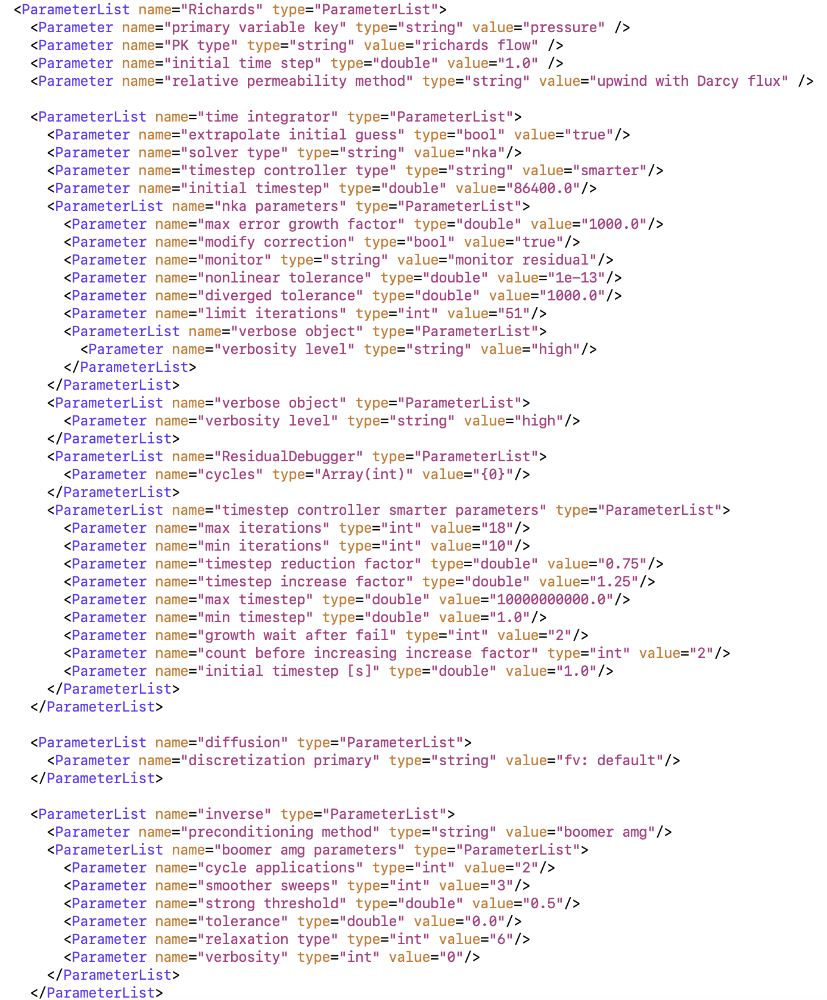 <ParameterList name="Richards" type="ParameterList">
<Parameter name="primary variable key" type="string" value="pressure" />
<Parameter name="PK type" type="string" value="richards flow" />
<Parameter name="initial time step" type="double" value="1.0" />
<Parameter name="relative permeability method" type="string" value="upwind with Darcy flux" />
<ParameterList name="time integrator" type="ParameterList">
<Parameter name="extrapolate initial guess" type="bool" value="true"/>
<Parameter name="solver type" type="string" value="nka"/>
<Parameter name="timestep controller type" type="string" value="smarter"/>
<Parameter name="initial timestep" type="double" value="86400.0"/>
<ParameterList name="nka parameters" type="ParameterList">
<Parameter name="max error growth factor" type="double" value="1000.0"/>
<Parameter name="modify correction" type="bool" value="true"/>
<Parameter name="monitor" type="string" value="monitor residual"/>
<Parameter name="nonlinear tolerance" type="double" value="1e-13"/>
<Parameter name="diverged tolerance" type="double" value="1000.0"/>
<Parameter name="limit iterations" type="int" value="51"/>
<ParameterList name="verbose object" type="ParameterList">
<Parameter name="verbosity level" type="string" value="high"/>
</ParameterList>
</ParameterList>
<ParameterList name="verbose object" type="ParameterList">
<Parameter name="verbosity level" type="string" value="high"/>
</ParameterList>
<ParameterList name="ResidualDebugger" type="ParameterList">
<Parameter name="cycles" type="Array(int)" value="{0}"/>
</ParameterList>
<ParameterList name="timestep controller smarter parameters" type="ParameterList">
<Parameter name="max iterations" type="int" value="18"/>
<Parameter name="min iterations" type="int" value="10"/>
<Parameter name="timestep reduction factor" type="double" value="0.75"/>
<Parameter name="timestep increase factor" type="double" value="1.25"/>
<Parameter name="max timestep" type="double" value="10000000000.0"/>
<Parameter name="min timestep" type="double" value="1.0"/>
<Parameter name="growth wait after fail" type="int" value="2"/>
<Parameter name="count before increasing increase factor" type="int" value="2"/>
<Parameter name="initial timestep [s]" type="double" value="1.0"/>
</ParameterList>
</ParameterList>
<ParameterList name="diffusion" type="ParameterList">
<Parameter name="discretization primary" type="string" value="fv: default"/>
</ParameterList>
<ParameterList name="inverse" type="ParameterList">
<Parameter name="preconditioning method" type="string" value="boomer amg"/>
<ParameterList name="boomer amg parameters" type="ParameterList">
<Parameter name="cycle applications" type="int" value="2"/>
<Parameter name="smoother sweeps" type="int" value="3"/>
<Parameter name="strong threshold" type="double" value="0.5"/>
<Parameter name="tolerance" type="double" value="0.0"/>
<Parameter name="relaxation type" type="int" value="6"/>
<Parameter name="verbosity" type="int" value="0"/>
</ParameterList>
</ParameterList>